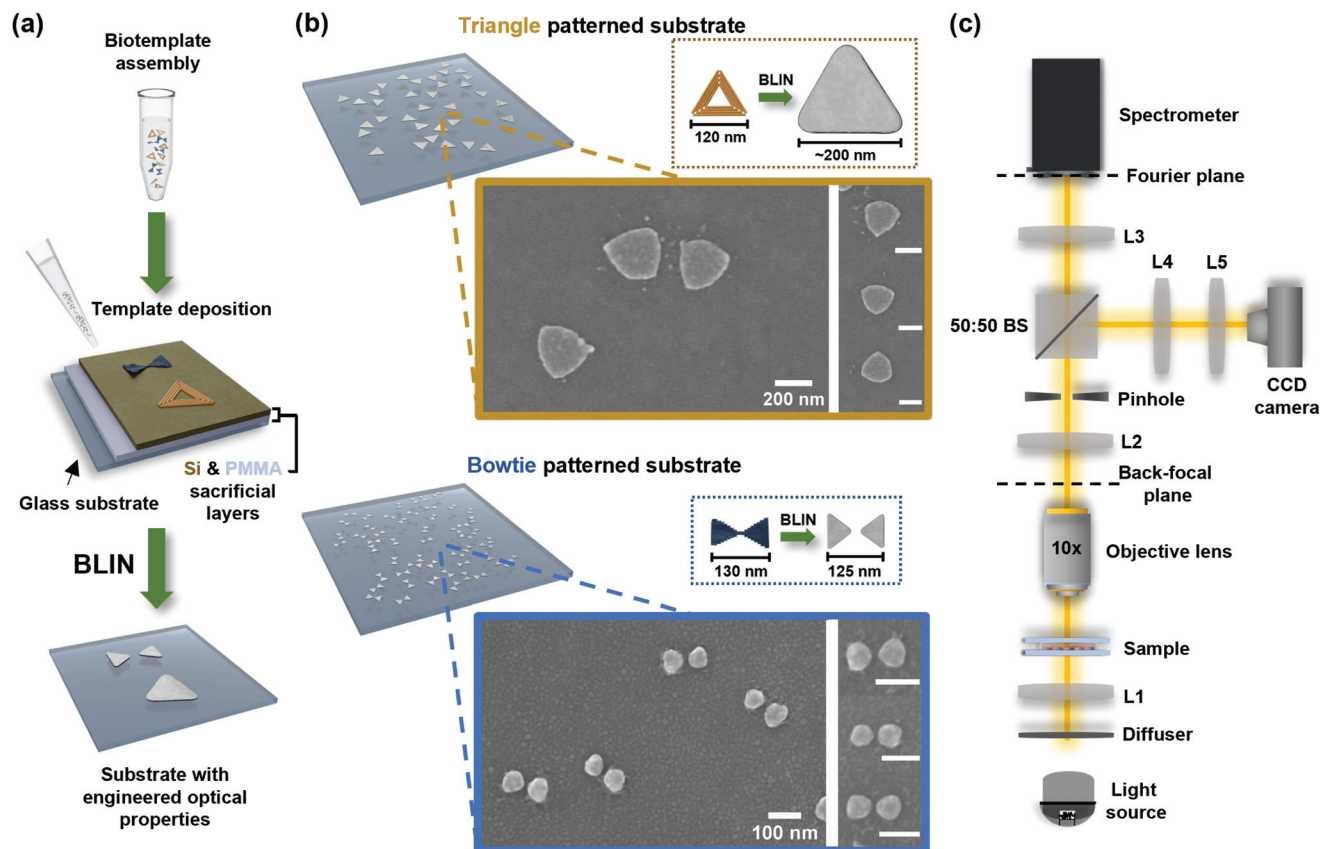 (a)
Biotemplate
assembly
Template deposition
Si & PMMA
sacrificial
layers
Glass substrate
BLIN
Substrate with
engineered optical
properties
(b)
Triangle patterned substrate
BLIN
120 nm
~200 nm
200 nm
Bowtie patterned substrate
BLIN
130 nm
125 nm
100 nm
(c)
Spectrometer
Fourier plane
L3
L4
L5
50:50 BS
CCD
camera
Pinhole
L2
Back-focal
plane
10x
Objective lens
Sample
L1
Diffuser
Light
source